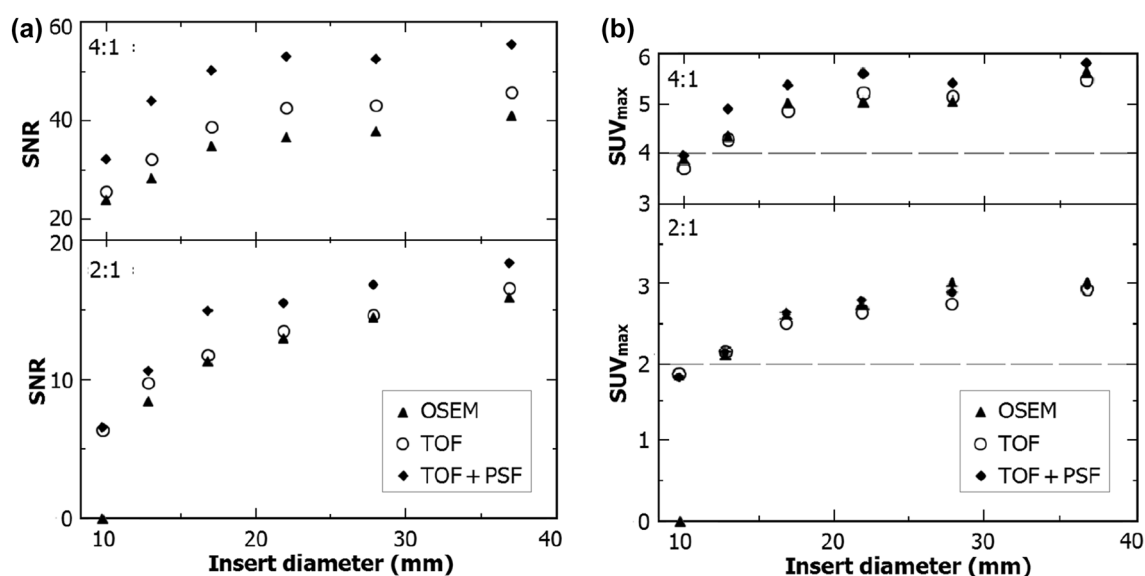 (a)
60
4:1 :
40
20
SNR
20
2:1 :
10
0
SNR
OSEM
TOF
TOF + PSF
10 20 30 40
Insert diameter (mm)
(b)
6
4:1
5
4
3
SUVmax
2:1
3
2
1
0
SUVmax
OSEM
TOF
TOF + PSF
10 20 30 40
Insert diameter (mm)